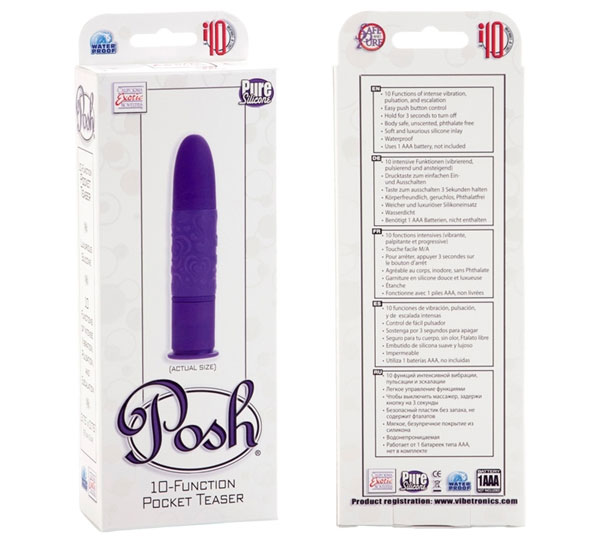 WATER PROOF
i10
CALIFORNIA
Exotic
NOVELTIES
Pure
Silicone
(ACTUAL SIZE)
Posh®
10-FUNCTION
POCKET TEASER
SAFE
PURE
i10
EN
• 10 Functions of intense vibration,
pulsation, and escalation
• Easy push button control
• Hold for 3 seconds to turn off
• Body safe, unscented, phthalate free
• Soft and luxurious silicone inlay
• Waterproof
• Uses 1 AAA battery, not included
DE
• 10 intensive Funktionen (vibrierend,
pulsierend und ansteigend)
• Drucktaste zum einfachen Ein-
und Ausschalten
• Taste zum ausschalten 3 Sekunden halten
• Körperfreundlich, geruchlos, Phthalatfrei
• Weicher und luxuriöser Silikoneinsatz
• Wasserdicht
• Benötigt 1 AAA Batterien, nicht enthalten
FR
• 10 fonctions intensives (vibrante,
palpitante et progressive)
• Touche facile M/A
• Pour arrêter, appuyer 3 secondes sur
le bouton d'arrêt
• Agréable au corps, inodore, sans Phthalate
• Garniture en silicone douce et luxueuse
• Étanche
• Fonctionne avec 1 piles AAA, non livrées
ES
• 10 funciones de vibración, pulsación,
y de escalada intensas
• Control de fácil pulsador
• Sostenga por 3 segundos para apagar
• Seguro para tu cuerpo, sin olor, Ftalato libre
• Embutido de silicona suave y lujoso
• Impermeable
• Utiliza 1 baterías AAA, no incluidas
RU
• 10 функций интенсивной вибрации,
пульсации и эскалации
• Легкое управление функциями
• Чтобы выключить массажер, задержи
кнопку на 3 секунды
• Безопасный пластик без запаха, не
содержит фталатов
• Мягкое, безупречное покрытие из
силикона
• Водонепроницаемая
• Работает от 1 батареек типа AAA,
нет в комплекте
CALIFORNIA
Exotic
NOVELTIES
Pure
Silicone
CE
WATER PROOF
BATTERY
1AAA
Product registration: www.vibetronics.com